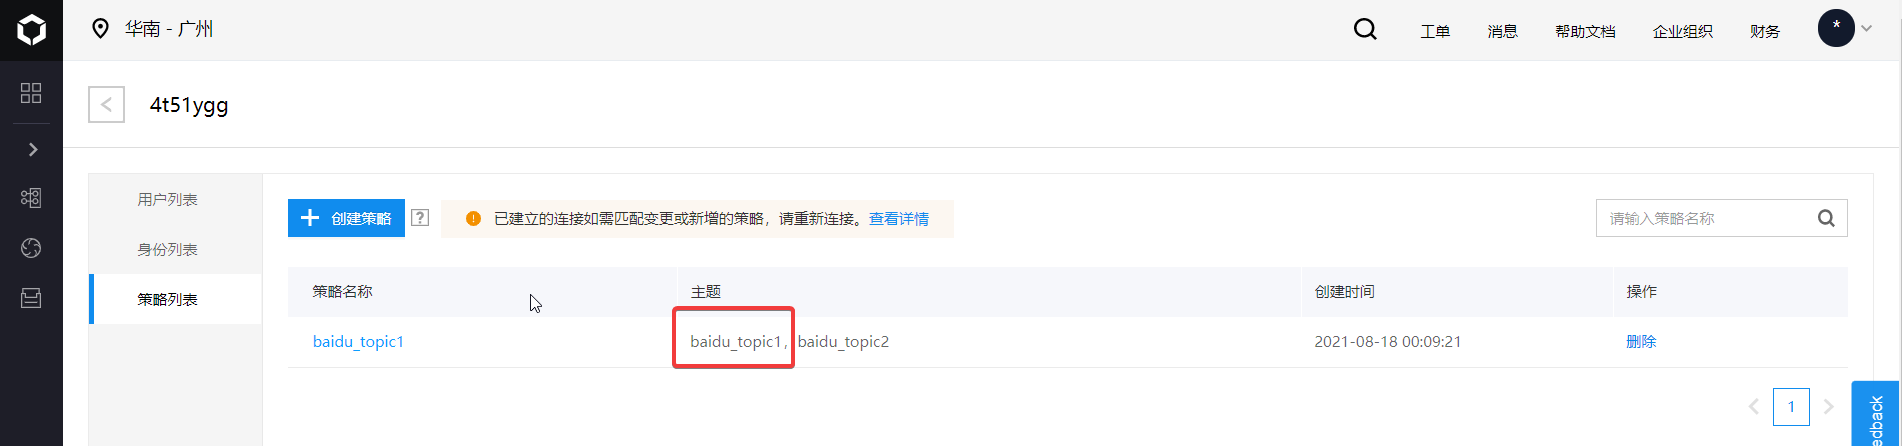 华南 - 广州
工单 消息 帮助文档 企业组织 财务 *
4t51ygg
用户列表
身份列表
策略列表
创建策略 ? 已建立的连接如需匹配变更或新增的策略，请重新连接。查看详情
请输入策略名称
策略名称 主题 创建时间 操作
baidu_topic1 baidu_topic1, baidu_topic2 2021-08-18 00:09:21 删除
1
edback